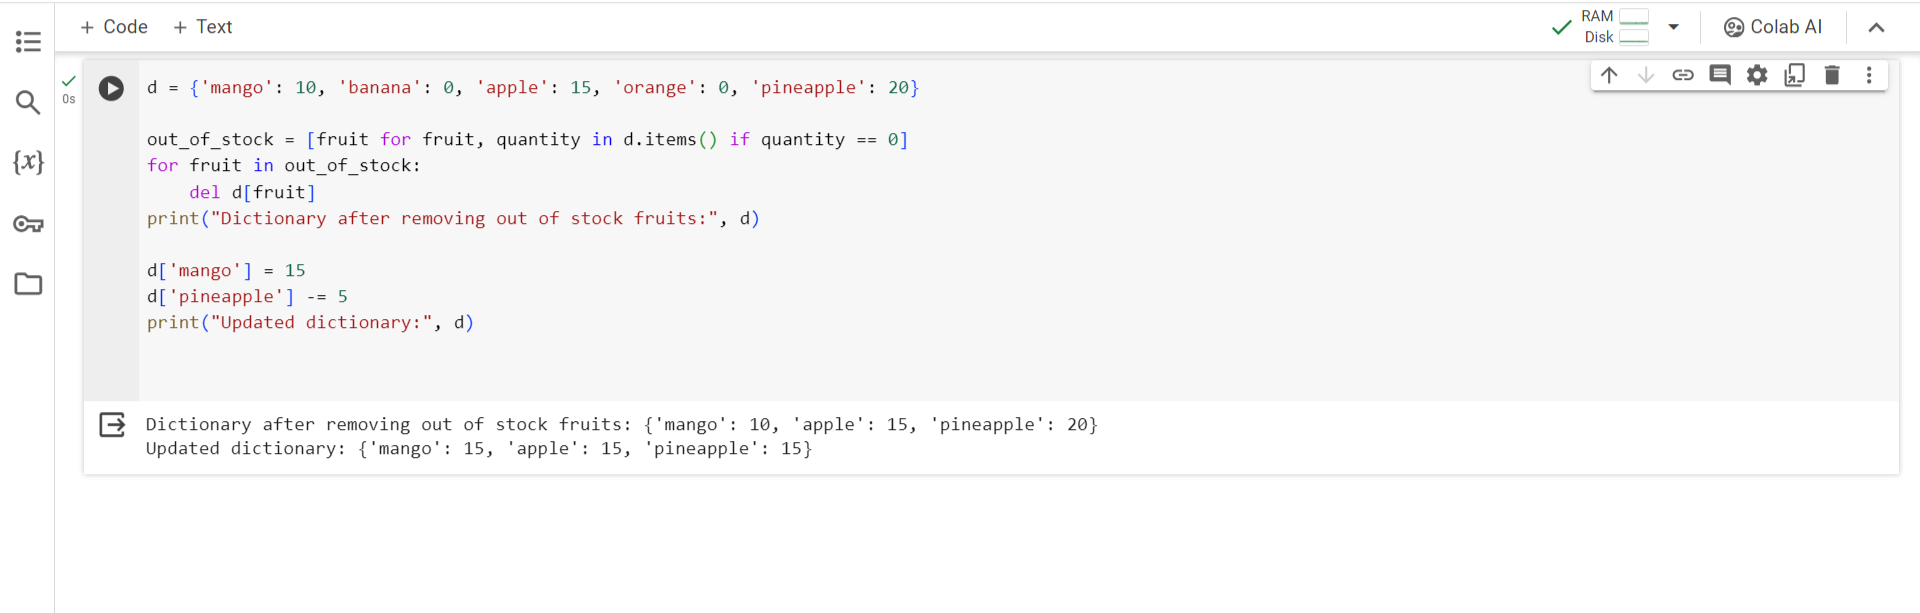 + Code + Text
RAM
Disk
Colab AI
{x}
0s
d = {'mango': 10, 'banana': 0, 'apple': 15, 'orange': 0, 'pineapple': 20}
out_of_stock = [fruit for fruit, quantity in d.items() if quantity == 0]
for fruit in out_of_stock:
    del d[fruit]
print("Dictionary after removing out of stock fruits:", d)
d['mango'] = 15
d['pineapple'] -= 5
print("Updated dictionary:", d)
Dictionary after removing out of stock fruits: {'mango': 10, 'apple': 15, 'pineapple': 20}
Updated dictionary: {'mango': 15, 'apple': 15, 'pineapple': 15}